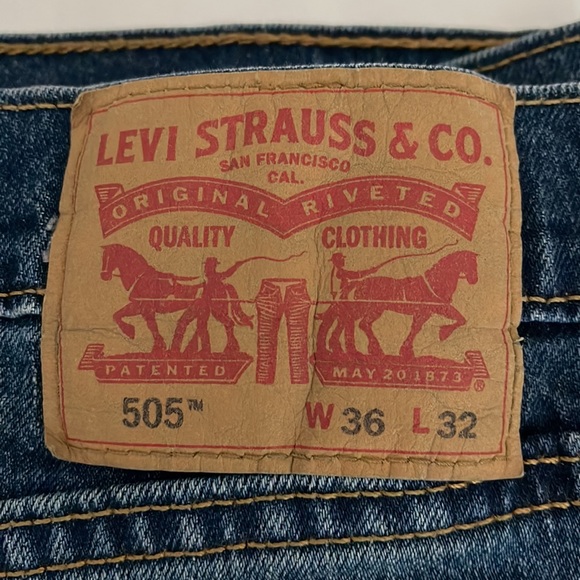 LEVI STRAUSS & CO.
SAN FRANCISCO
CAL.
ORIGINAL RIVETED
QUALITY CLOTHING
PATENTED MAY 20 1873 ®
505™ W 36 L 32